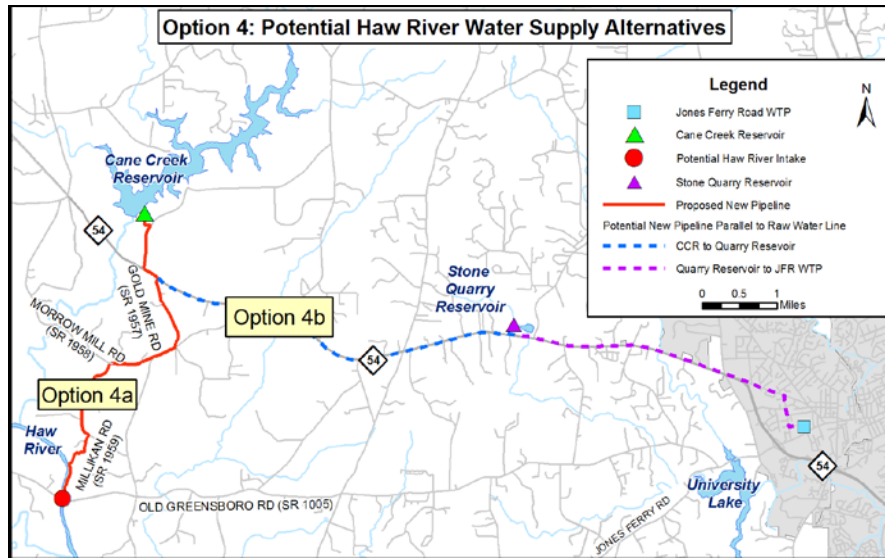 Option 4: Potential Haw River Water Supply Alternatives
Legend
N
Jones Ferry Road WTP
Cane Creek Reservoir
Potential Haw River Intake
Stone Quarry Reservoir
Proposed New Pipeline
Potential New Pipeline Parallel to Raw Water Line
CCR to Quarry Resevoir
Quarry Reservoir to JFR WTP
1 0.5 0 1
Miles
Cane Creek
Reservoir
54
GOLD MINE RD
(SR 1957)
Stone
Quarry
Reservoir
Option 4b
MORROW MILL RD
(SR 1958)
54
Option 4a
Haw
River
MILLIKAN RD
(SR 1959)
54
University
Lake
OLD GREENSBORO RD (SR 1005)
JONES FERRY RD